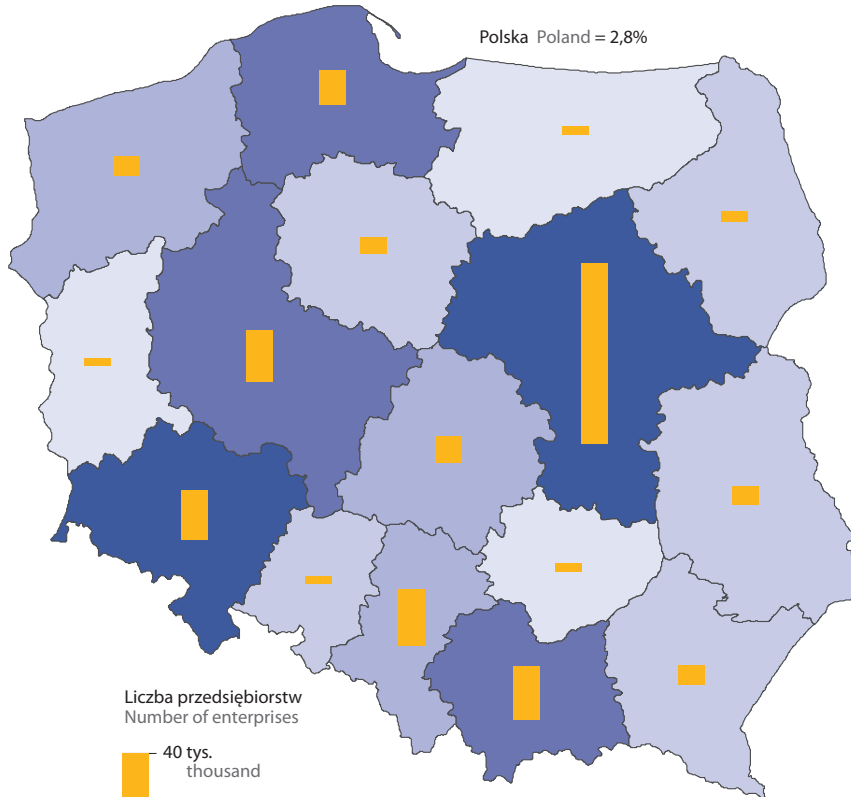 Polska Poland = 2,8%
Liczba przedsiębiorstw
Number of enterprises
40 tys.
thousand